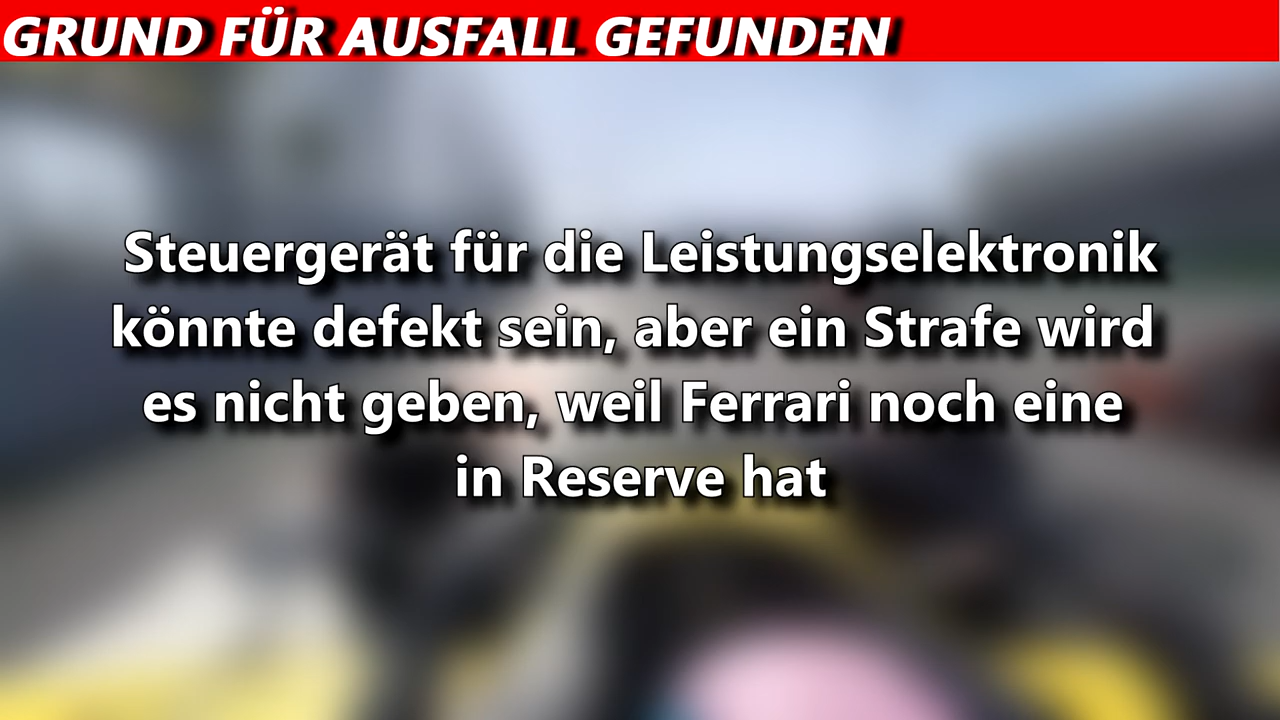 GRUND FÜR AUSFALL GEFUNDEN
Steuergerät für die Leistungselektronik
könnte defekt sein, aber ein Strafe wird
es nicht geben, weil Ferrari noch eine
in Reserve hat